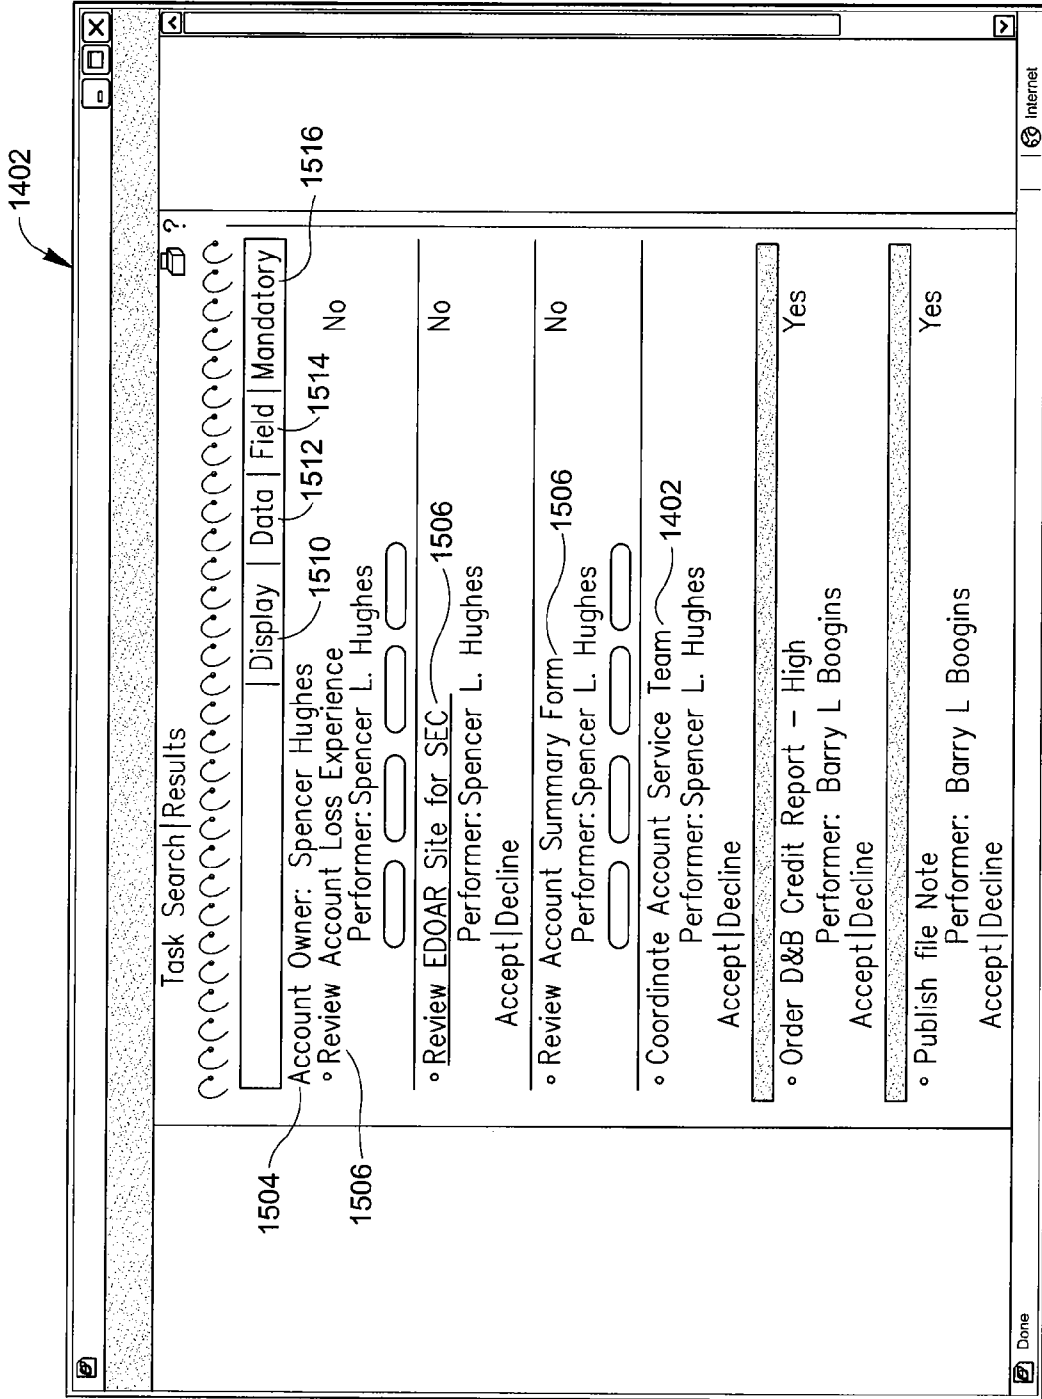 1402
Task Search|Results
?
|Display |Data |Field|Mandatory
1516
1504
Account Owner: Spencer Hughes
1510
1512
1514
° Review Account Loss Experience
No
1506
Performer:Spencer L. Hughes
° Review EDOAR Site for SEC
1506
No
Performer:Spencer L. Hughes
Accept|Decline
° Review Account Summary Form
1506
No
Performer:Spencer L. Hughes
° Coordinate Account Service Team
1402
Performer:Spencer L. Hughes
Accept|Decline
° Order D&B Credit Report – High
Yes
Performer: Barry L Boogins
Accept|Decline
° Publish file Note
Yes
Performer: Barry L Boogins
Accept|Decline
Done
Internet